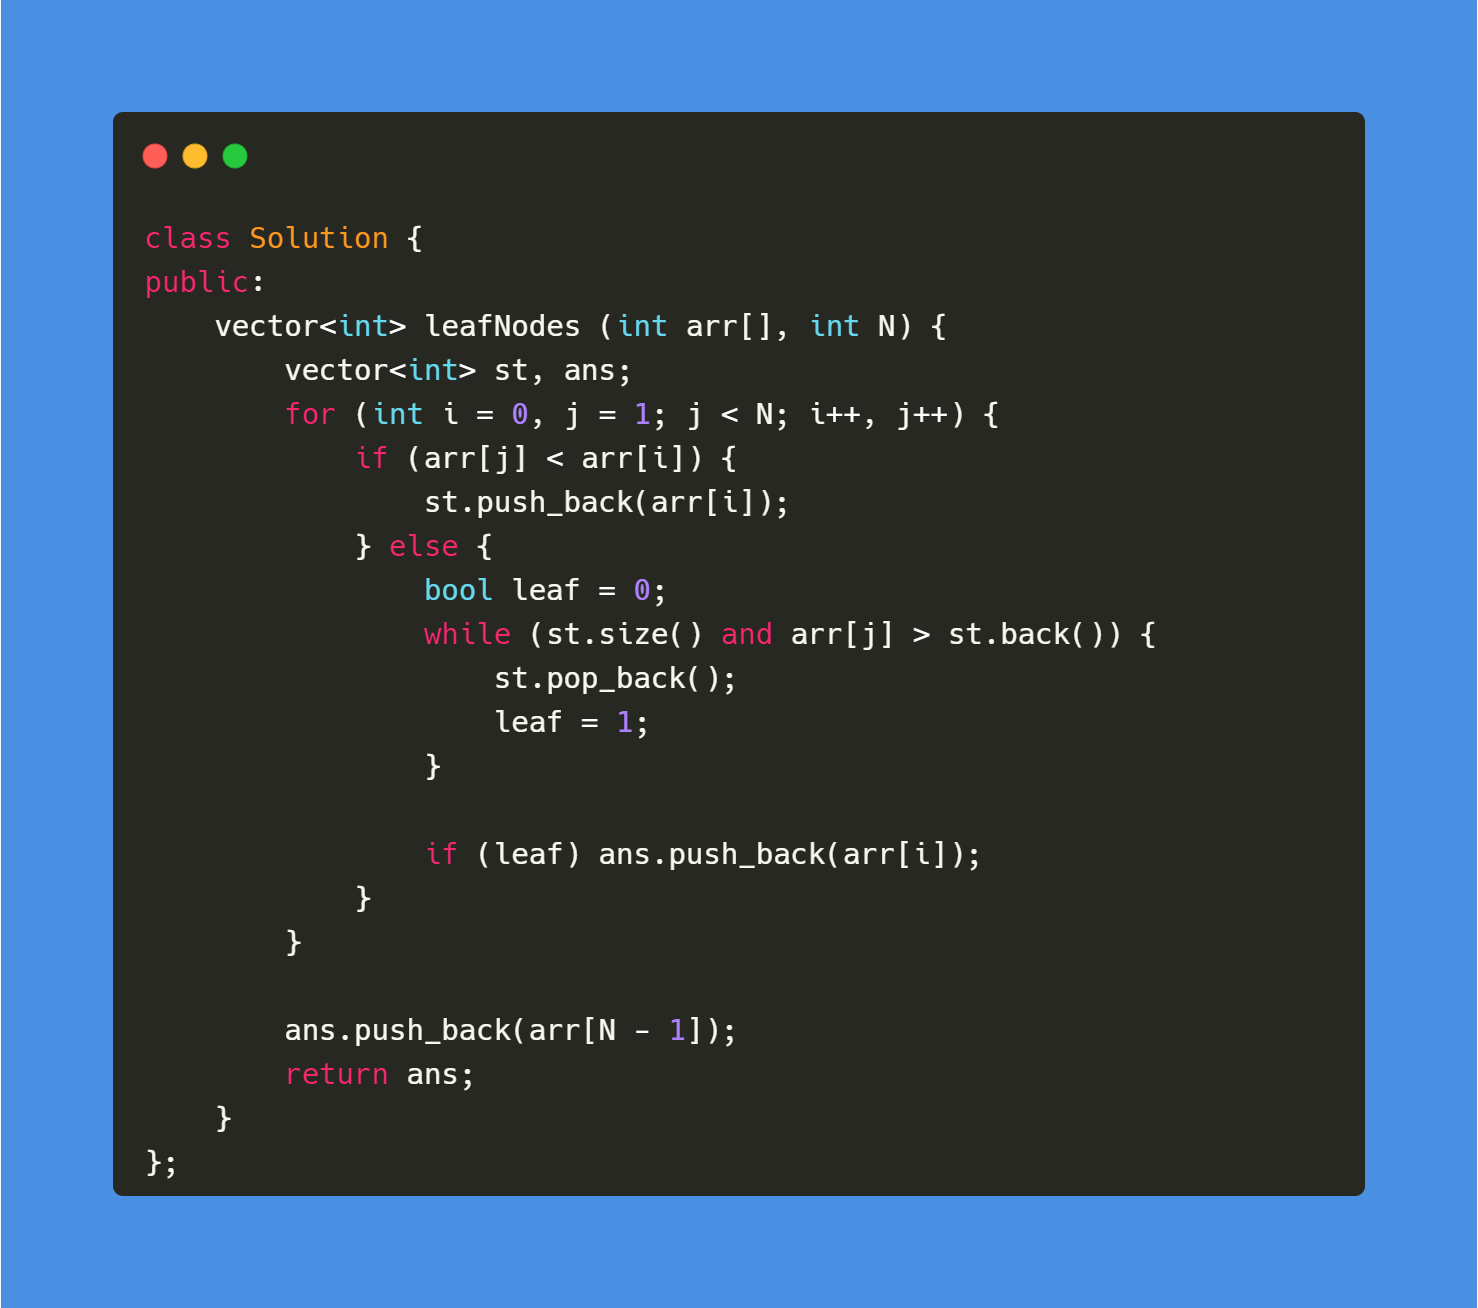 class Solution {
public:
    vector<int> leafNodes (int arr[], int N) {
        vector<int> st, ans;
        for (int i = 0, j = 1; j < N; i++, j++) {
            if (arr[j] < arr[i]) {
                st.push_back(arr[i]);
            } else {
                bool leaf = 0;
                while (st.size() and arr[j] > st.back()) {
                    st.pop_back();
                    leaf = 1;
                }

                if (leaf) ans.push_back(arr[i]);
            }
        }

        ans.push_back(arr[N - 1]);
        return ans;
    }
};